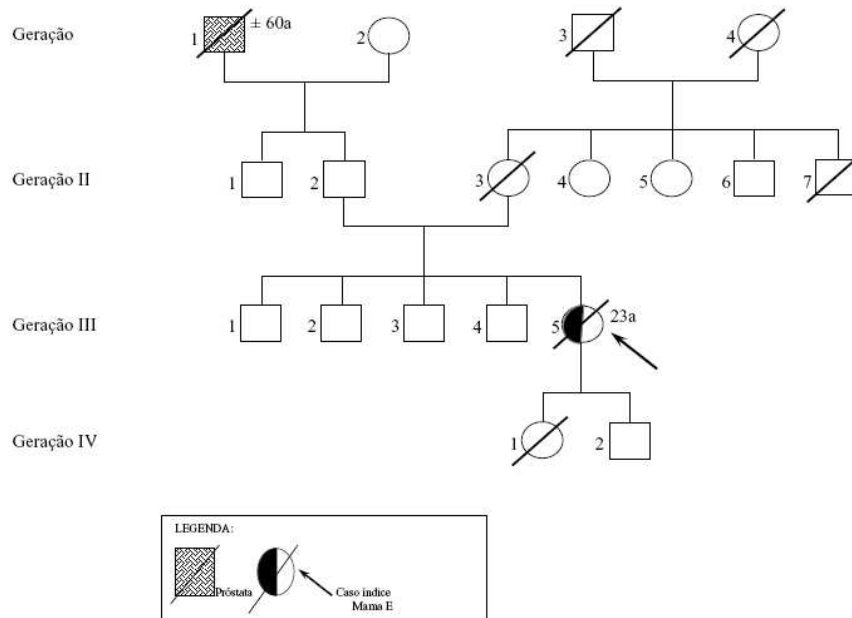 Geração
1
± 60a
2
3
4
Geração II
1
2
3
4
5
6
7
Geração III
1
2
3
4
5
23a
Geração IV
1
2
LEGENDA:
Próstata
Caso indice
Mama E